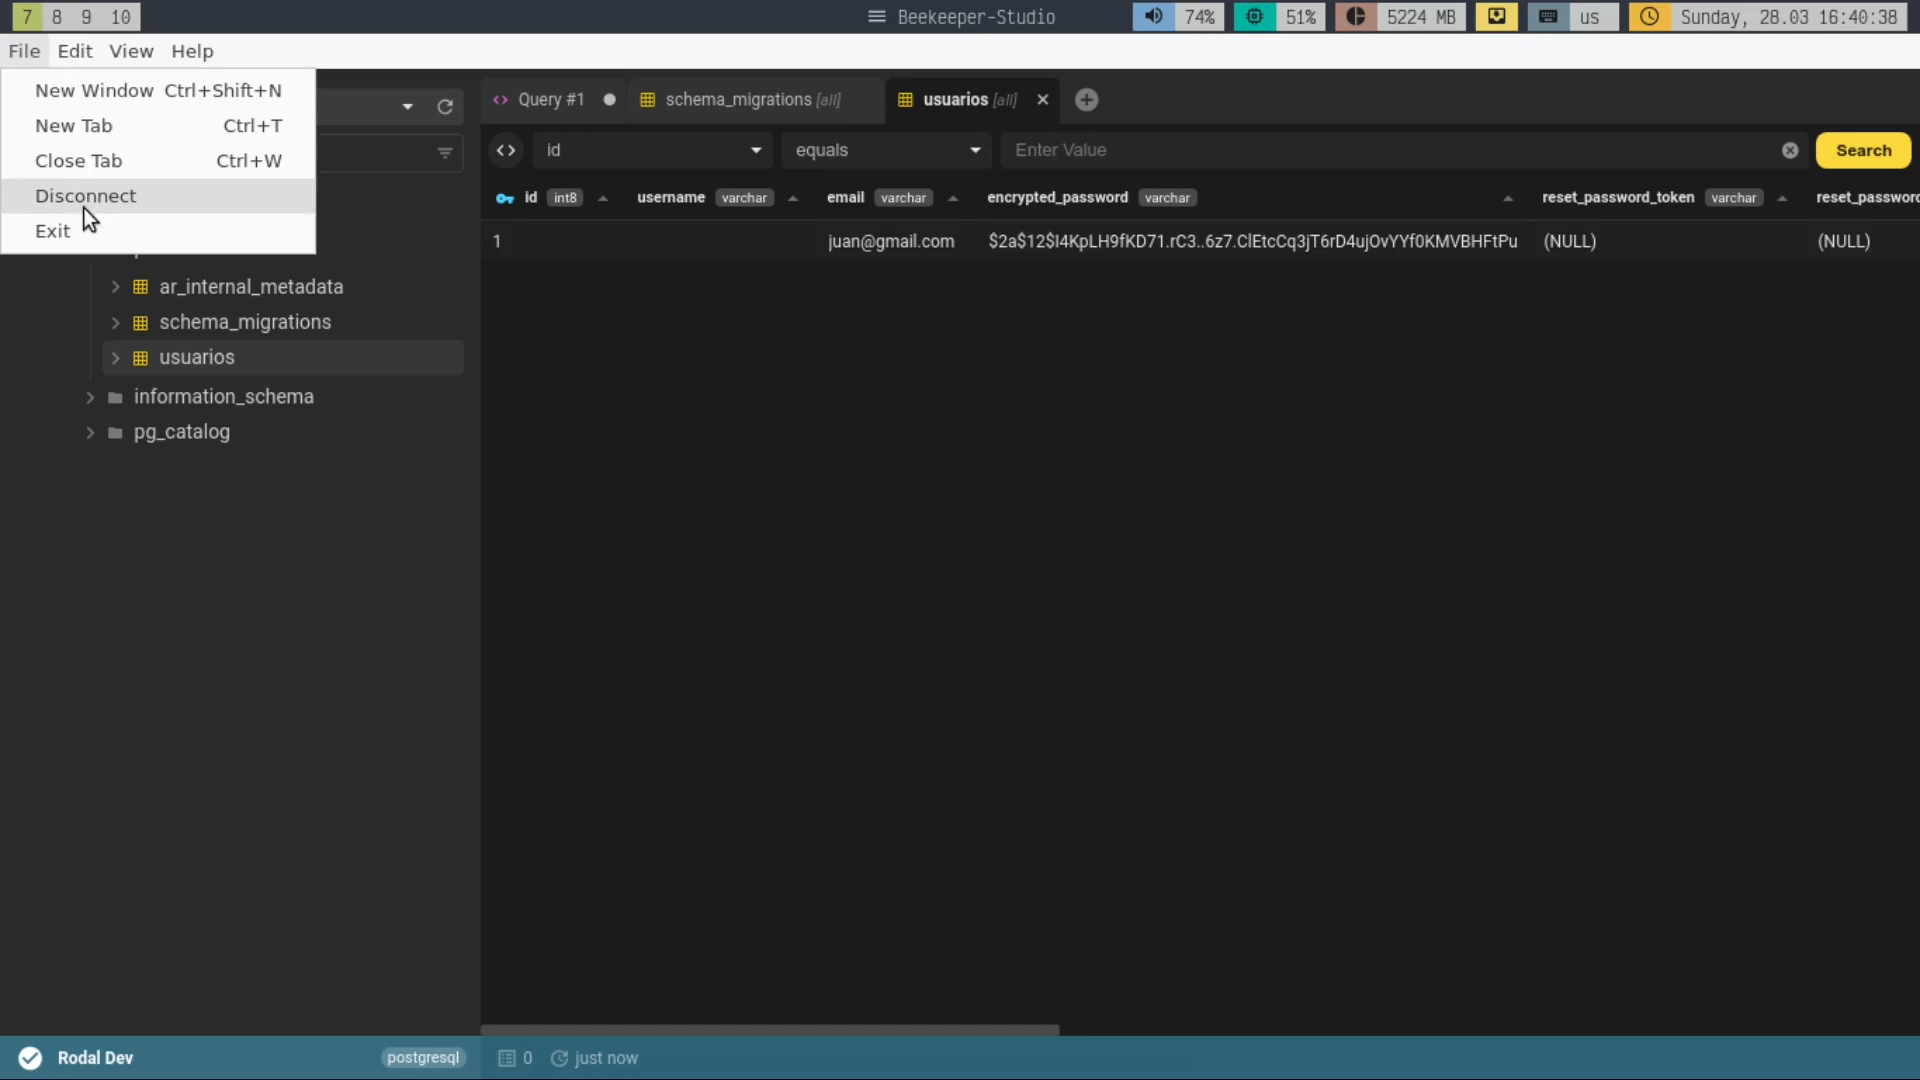 7 8 9 10
Beekeeper-Studio
74% 51% 5224 MB us Sunday, 28.03 16:40:38
File Edit View Help
New Window Ctrl+Shift+N
New Tab Ctrl+T
Close Tab Ctrl+W
Disconnect
Exit
ar_internal_metadata
schema_migrations
usuarios
information_schema
pg_catalog
Query #1 schema_migrations [all] usuarios [all]
id equals Enter Value Search
id int8 username varchar email varchar encrypted_password varchar reset_password_token varchar reset_password
1 juan@gmail.com $2a$12$I4KpLH9fKD71.rC3..6z7.ClEtcCq3jT6rD4ujOvYYf0KMVBHFtPu (NULL) (NULL)
Rodal Dev postgresql 0 just now